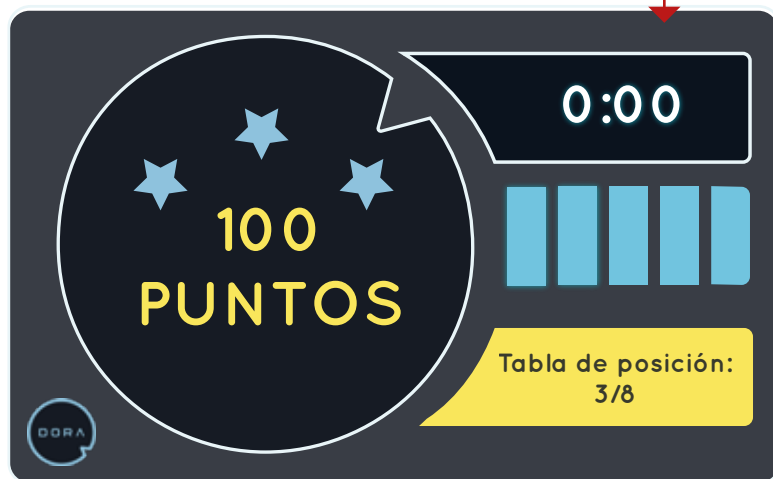 0:00
100
PUNTOS
Tabla de posición:
3/8
DORA